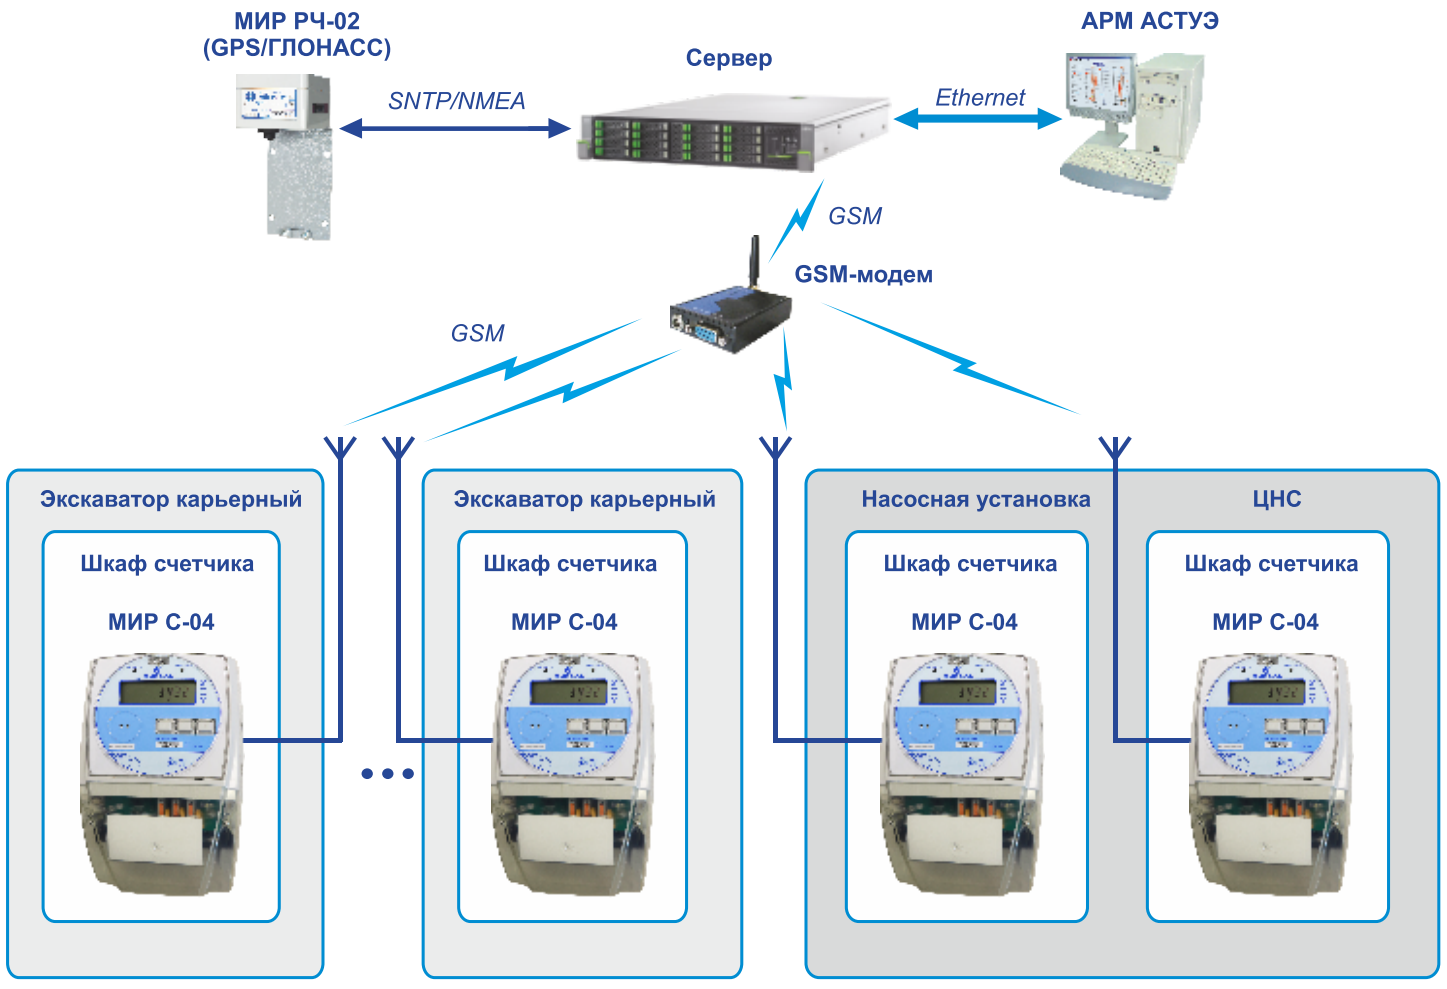 МИР РЧ-02
(GPS/ГЛОНАСС)
SNTP/NMEA
Сервер
Ethernet
АРМ АСТУЭ
GSM
GSM-модем
GSM
Экскаватор карьерный
Шкаф счетчика
МИР С-04
Экскаватор карьерный
Шкаф счетчика
МИР С-04
Насосная установка
Шкаф счетчика
МИР С-04
ЦНС
Шкаф счетчика
МИР С-04